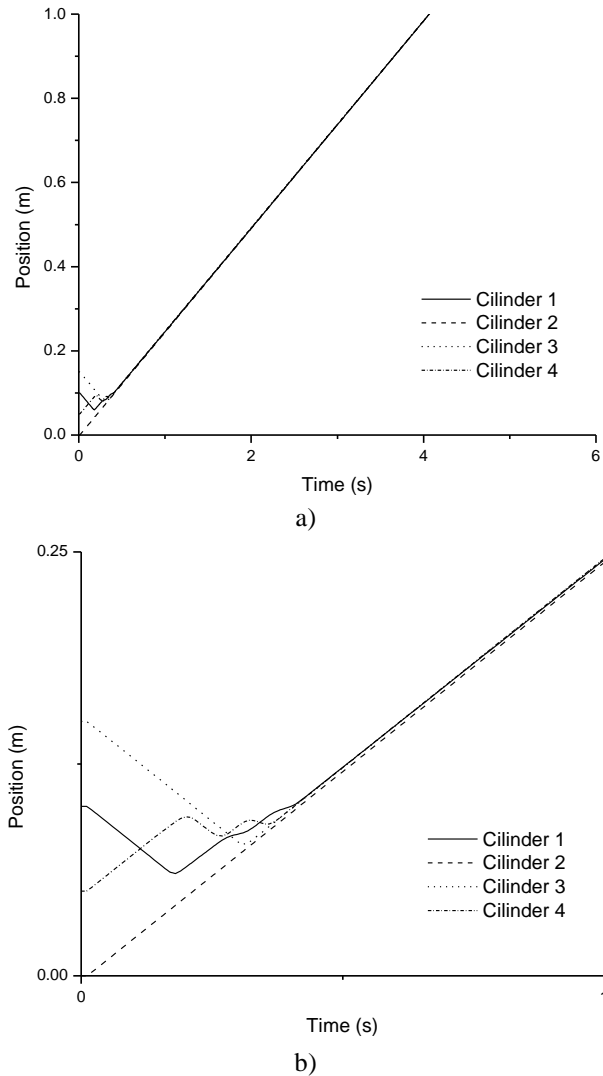 1.0
0.8
0.6
0.4
0.2
0.0
Position (m)
Cilinder 1
Cilinder 2
Cilinder 3
Cilinder 4
0 2 4 6
Time (s)
a)
0.25
0.00
Position (m)
Cilinder 1
Cilinder 2
Cilinder 3
Cilinder 4
0 1
Time (s)
b)